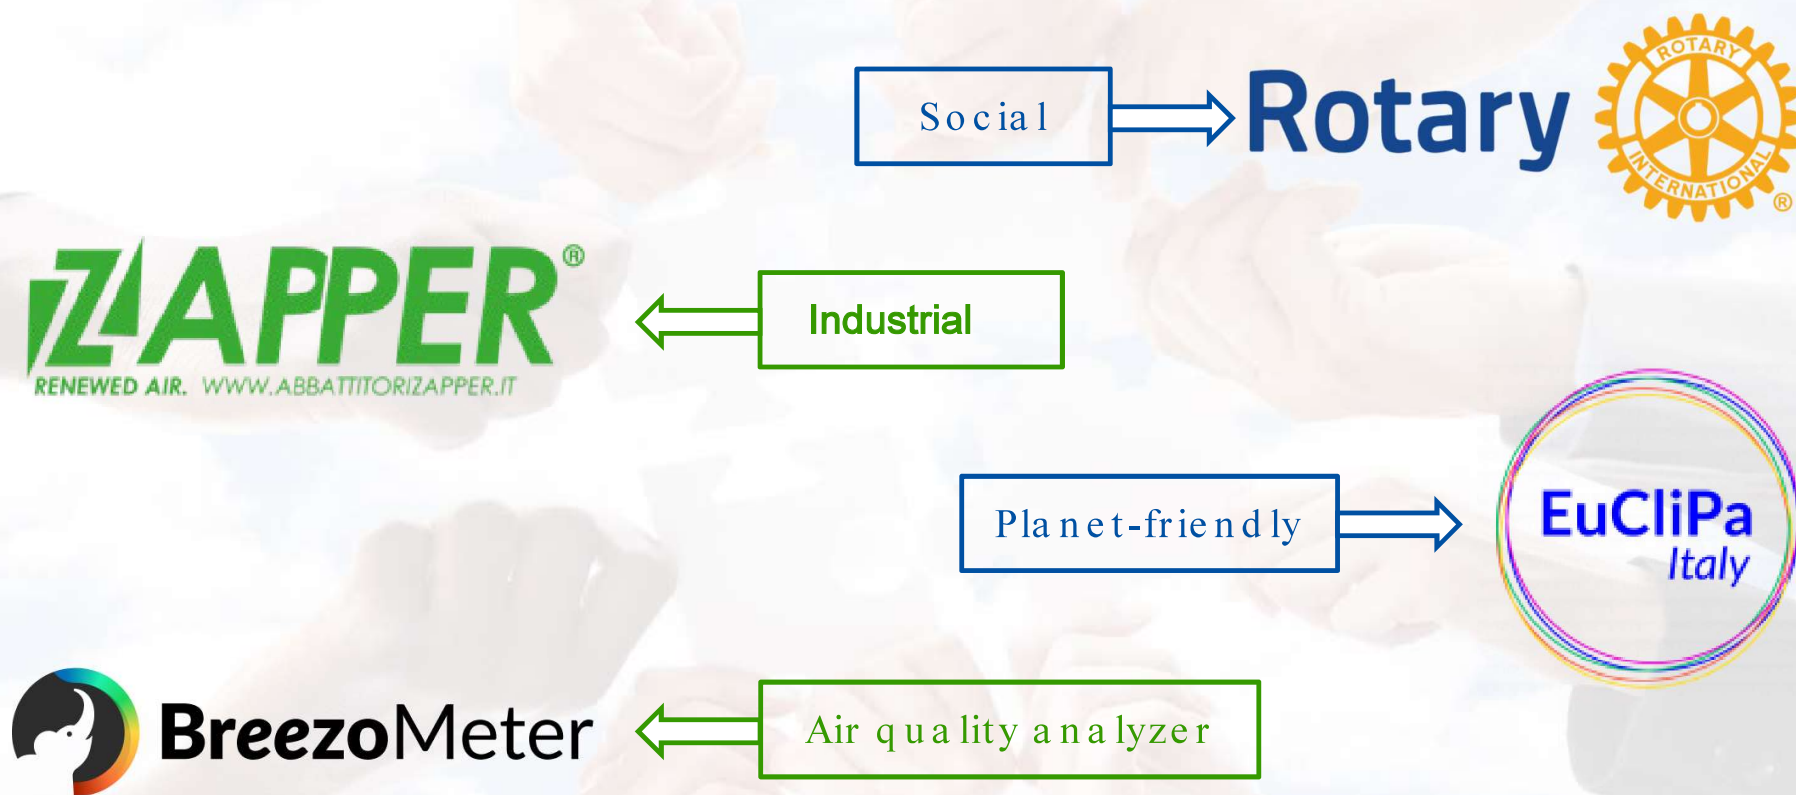 Social
Rotary
ROTARY
INTERNATIONAL
®
ZAPPER®
RENEWED AIR. WWW.ABBATTITORIZAPPER.IT
Industrial
Planet-friendly
EuCliPa
Italy
BreezoMeter
Air quality analyzer